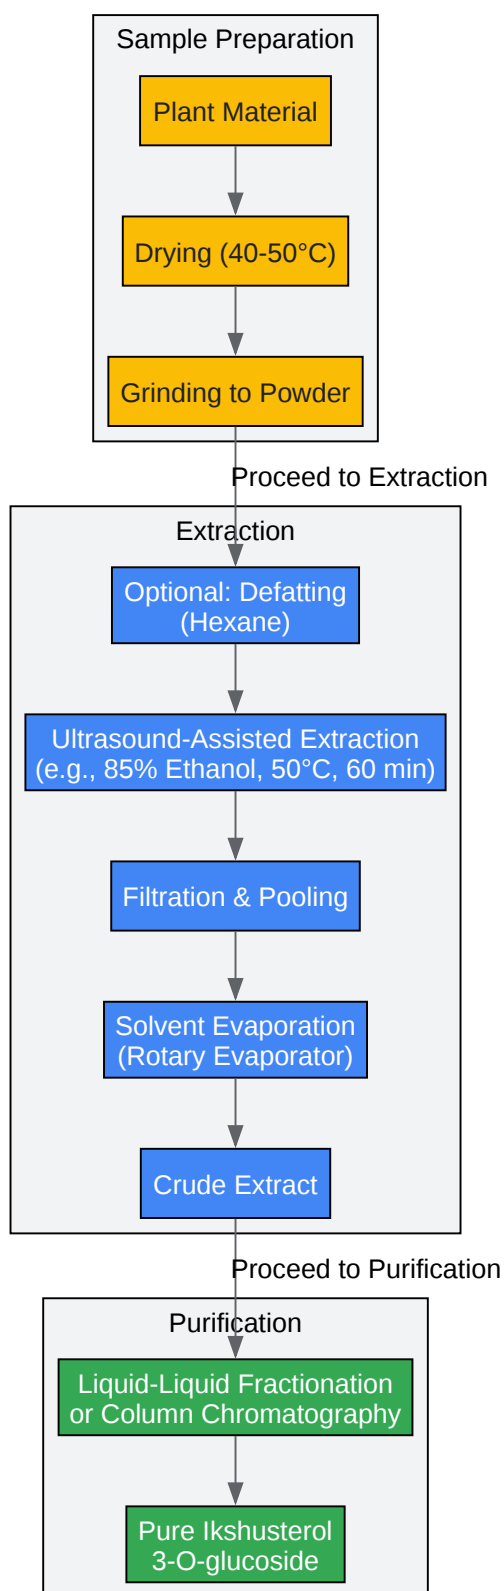 Sample Preparation
Plant Material
Drying (40-50°C)
Grinding to Powder
Proceed to Extraction
Extraction
Optional: Defatting
(Hexane)
Ultrasound-Assisted Extraction
(e.g., 85% Ethanol, 50°C, 60 min)
Filtration & Pooling
Solvent Evaporation
(Rotary Evaporator)
Crude Extract
Proceed to Purification
Purification
Liquid-Liquid Fractionation
or Column Chromatography
Pure Ikshusterol
3-O-glucoside